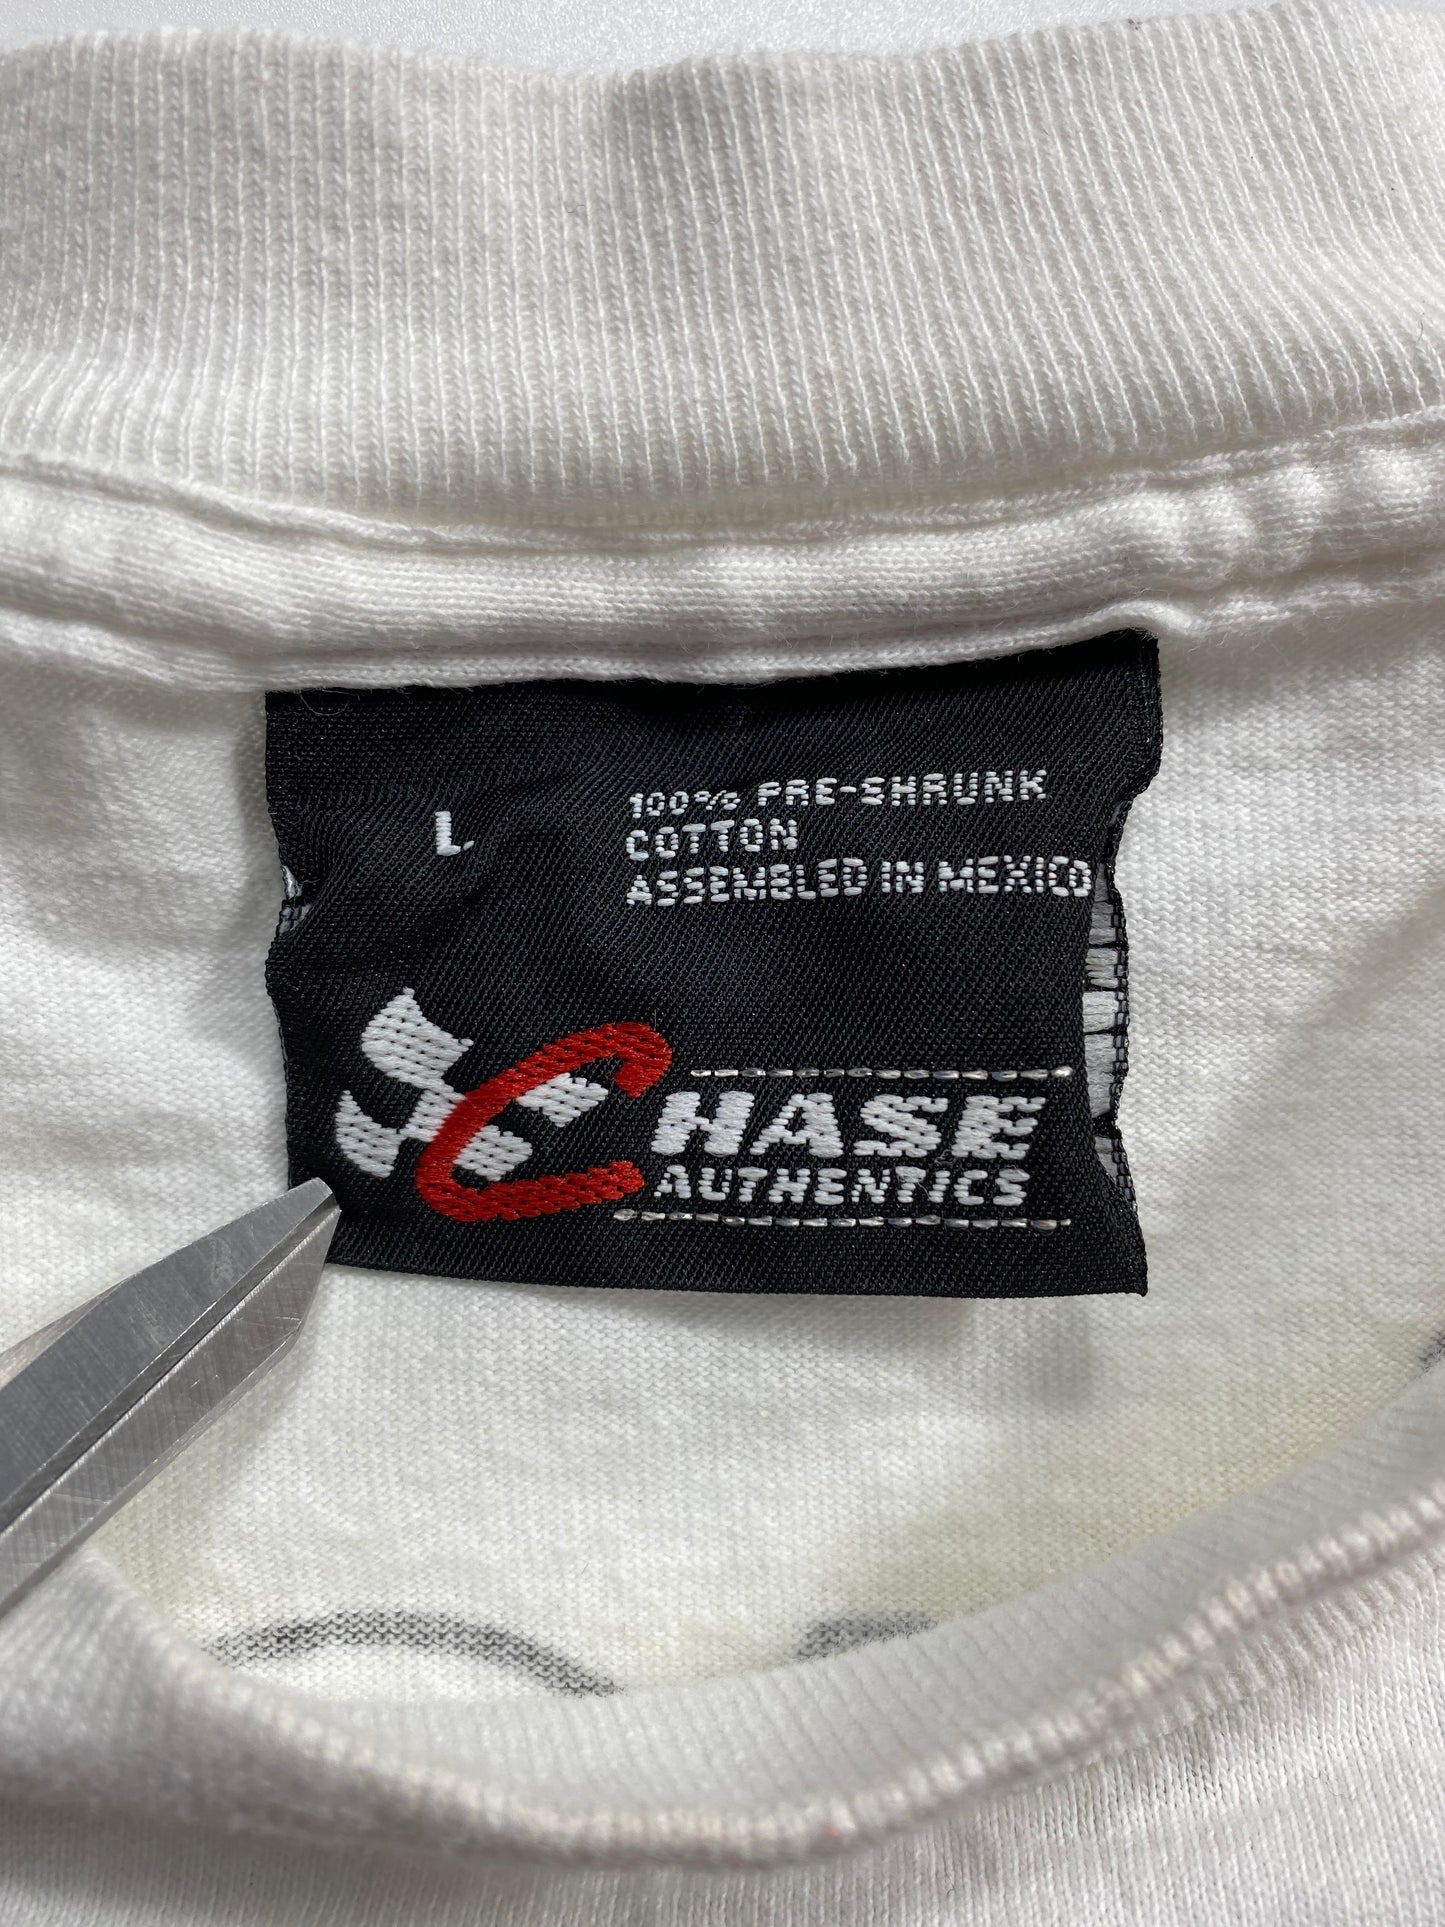 L
100% PRE-SHRUNK
COTTON
ASSEMBLED IN MEXICO
CHASE
AUTHENTICS